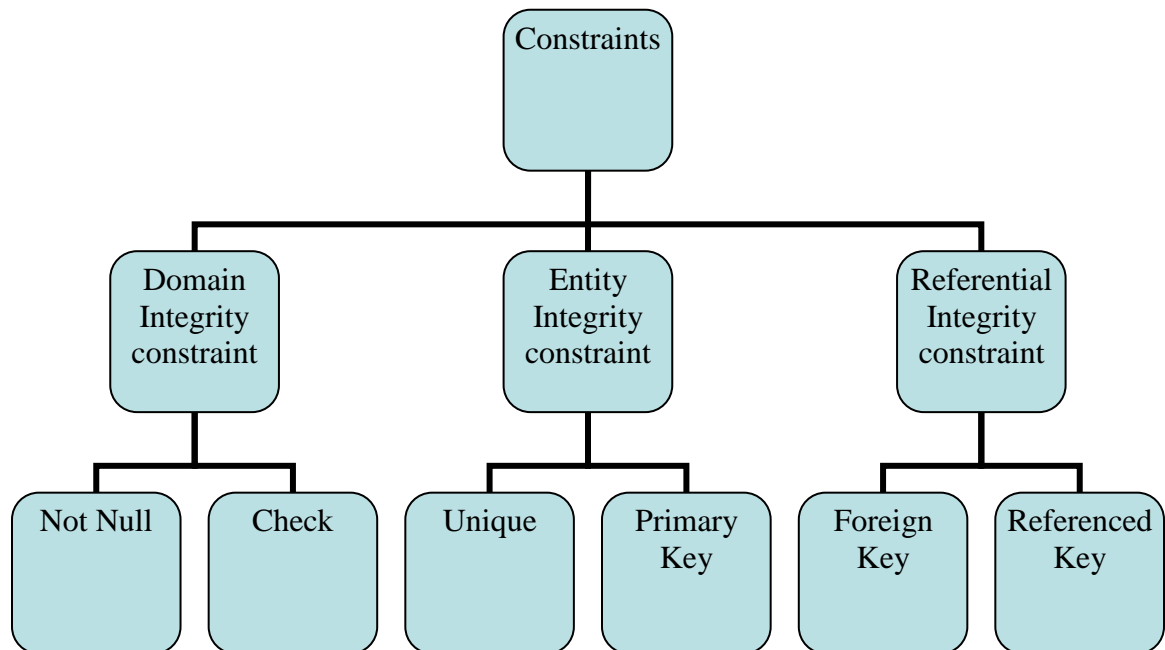 Constraints
Domain
Integrity
constraint
Entity
Integrity
constraint
Referential
Integrity
constraint
Not Null
Check
Unique
Primary
Key
Foreign
Key
Referenced
Key